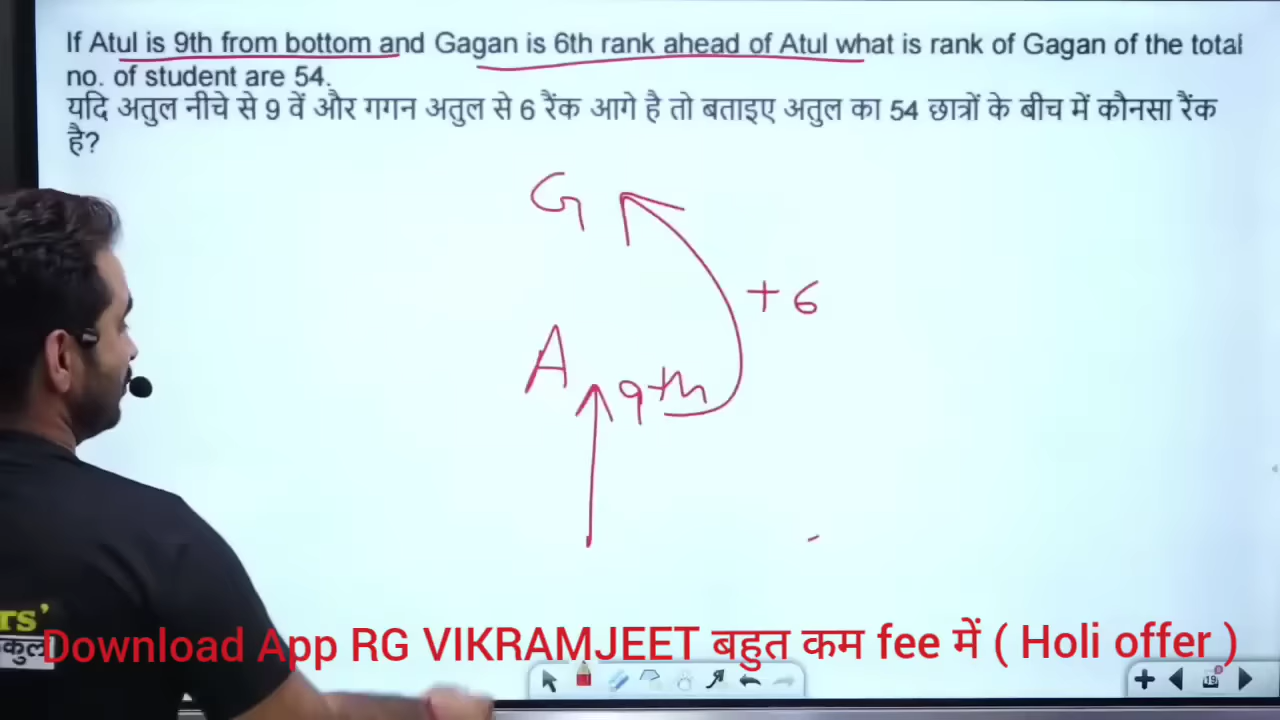 If Atul is 9th from bottom and Gagan is 6th rank ahead of Atul what is rank of Gagan of the total
no. of student are 54.
यदि अतुल नीचे से 9 वें और गगन अतुल से 6 रैंक आगे है तो बताइए अतुल का 54 छात्रों के बीच में कौनसा रैंक
है?
G
+6
A 9th
TS’
कुल
Download App RG VIKRAMJEET बहुत कम fee में ( Holi offer )
19